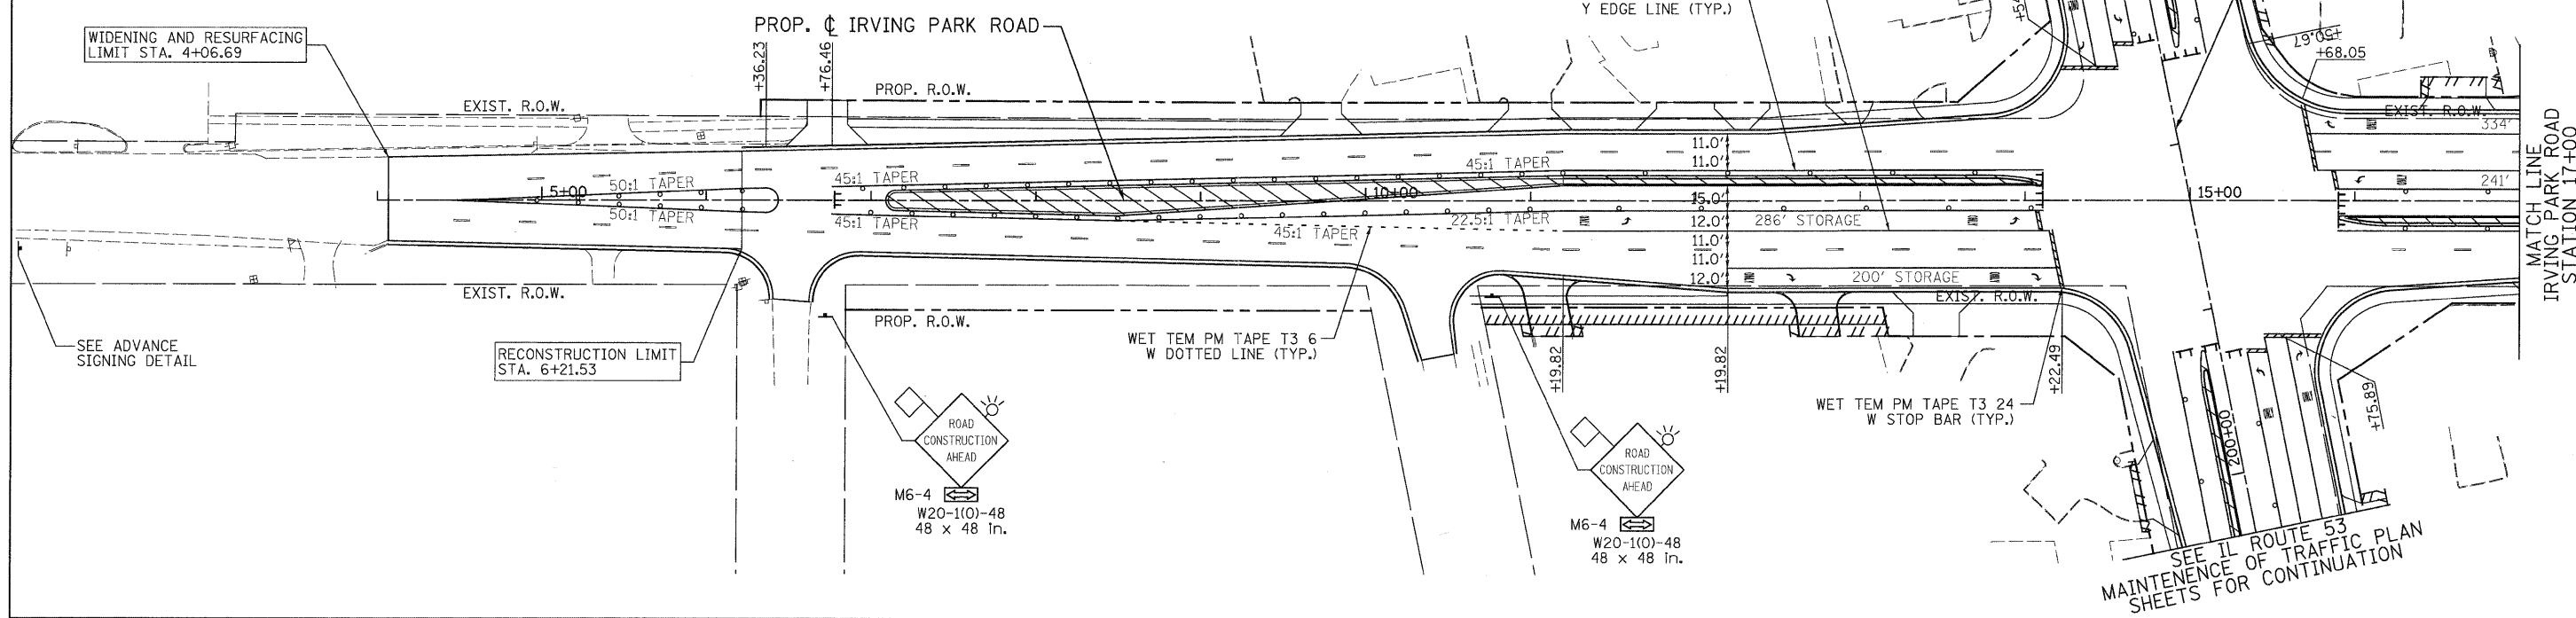 Y EDGE LINE (TYP.)
+54
+50.67
+68.05
WIDENING AND RESURFACING
LIMIT STA. 4+06.69
PROP. ℄ IRVING PARK ROAD
+36.23
+76.46
EXIST. R.O.W.
PROP. R.O.W.
EXIST. R.O.W.
334'
241'
11.0'
11.0'
15.0'
12.0'
11.0'
11.0'
12.0'
50:1 TAPER
5+00
50:1 TAPER
45:1 TAPER
45:1 TAPER
45:1 TAPER
10+00
22.5:1 TAPER
45:1 TAPER
286' STORAGE
200' STORAGE
15+00
MATCH LINE
IRVING PARK ROAD
STATION 17+00
EXIST. R.O.W.
PROP. R.O.W.
EXIST. R.O.W.
SEE ADVANCE
SIGNING DETAIL
RECONSTRUCTION LIMIT
STA. 6+21.53
WET TEM PM TAPE T3 6
W DOTTED LINE (TYP.)
+19.82
+19.82
+22.49
WET TEM PM TAPE T3 24
W STOP BAR (TYP.)
200+00
+75.89
ROAD
CONSTRUCTION
AHEAD
M6-4
W20-1(O)-48
48 x 48 in.
ROAD
CONSTRUCTION
AHEAD
M6-4
W20-1(O)-48
48 x 48 in.
SEE IL ROUTE 53
MAINTENENCE OF TRAFFIC PLAN
SHEETS FOR CONTINUATION